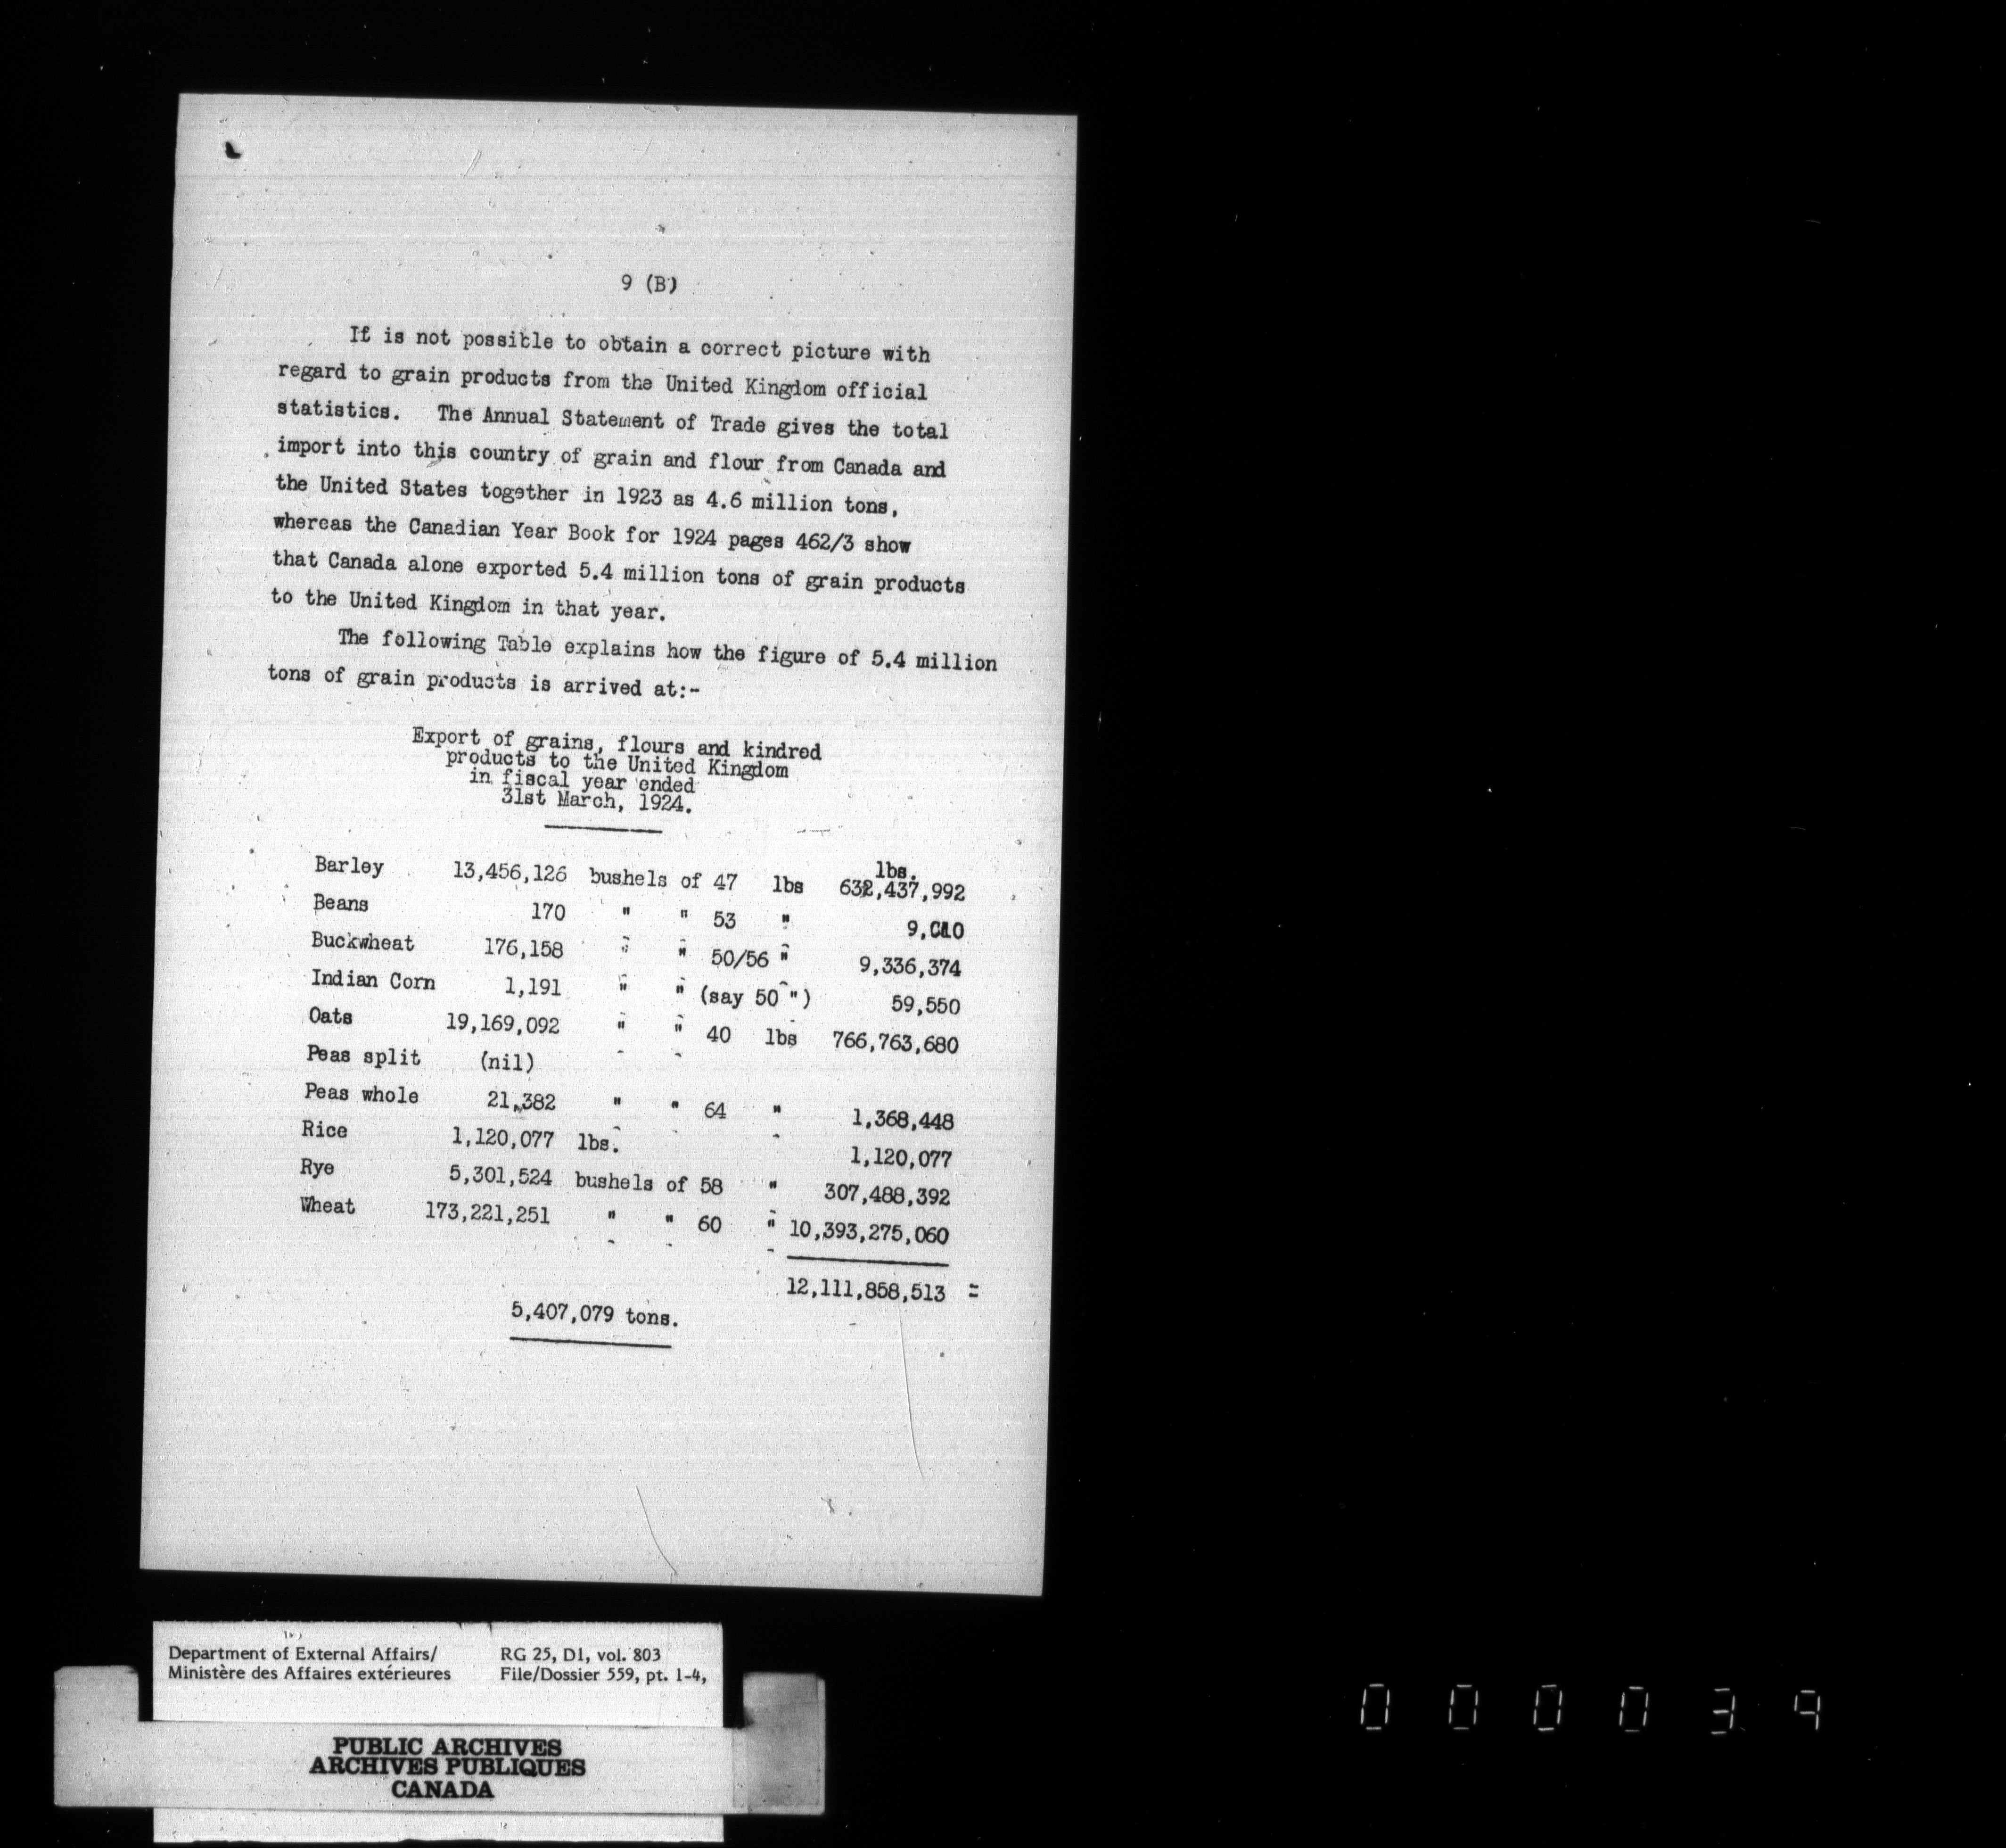 9 (B)
If is not possible to obtain a correct picture with
regard to grain products from the United Kingdom official
statistics. The Annual Statement of Trade gives the total
import into this country of grain and flour from Canada and
the United States together in 1923 as 4.6 million tons,
whereas the Canadian Year Book for 1924 pages 462/3 show
that Canada alone exported 5.4 million tons of grain products
to the United Kingdom in that year.
The following Table explains how the figure of 5.4 million
tons of grain products is arrived at:-
Export of grains, flours and kindred
products to the United Kingdom
in fiscal year ended
31st March, 1924.
lbs.
Barley 13,456,126 bushels of 47 lbs 632,437,992
Beans 170 " " 53 "
Buckwheat 176,158 " " 50/56 " 9,336,374
Indian Corn 1,191 " " (say 50 ") 59,550
Oats 19,169,092 " " 40 lbs 766,763,680
Peas split (nil)
Peas whole 21,382 " " 64 " 1,368,448
Rice 1,120,077 lbs. 1,120,077
Rye 5,301,524 bushels of 58 " 307,488,392
Wheat 173,221,251 " " 60 " 10,393,275,060
12,111,858,513 =
5,407,079 tons.
Department of External Affairs/ RG 25, D1, vol. 803
Ministère des Affaires extérieures File/Dossier 559, pt. 1-4,
PUBLIC ARCHIVES
ARCHIVES PUBLIQUES
CANADA
0 0 0 0 3 9